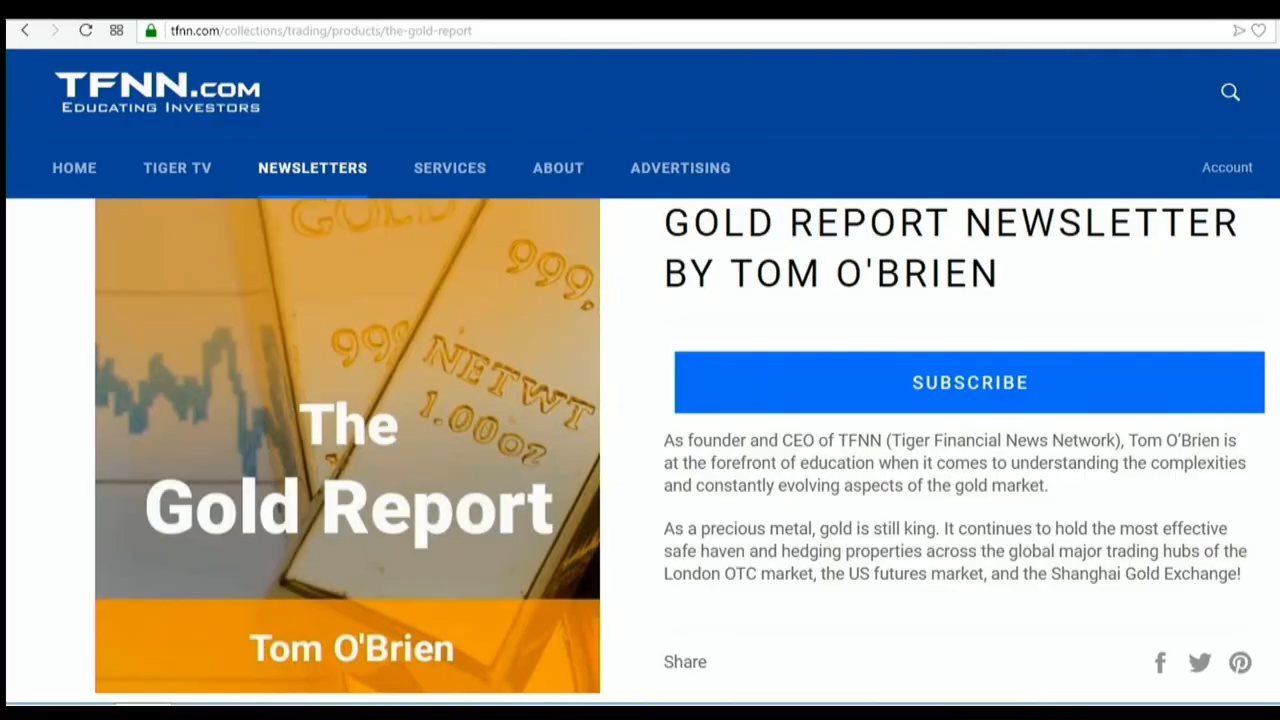 tfnn.com/collections/trading/products/the-gold-report
TFNN.COM
EDUCATING INVESTORS
HOME
TIGER TV
NEWSLETTERS
SERVICES
ABOUT
ADVERTISING
Account
GOLD
999,
999
NETWT
1.00oz
The
Gold Report
Tom O'Brien
GOLD REPORT NEWSLETTER
BY TOM O'BRIEN
SUBSCRIBE
As founder and CEO of TFNN (Tiger Financial News Network), Tom O’Brien is
at the forefront of education when it comes to understanding the complexities
and constantly evolving aspects of the gold market.
As a precious metal, gold is still king. It continues to hold the most effective
safe haven and hedging properties across the global major trading hubs of the
London OTC market, the US futures market, and the Shanghai Gold Exchange!
Share